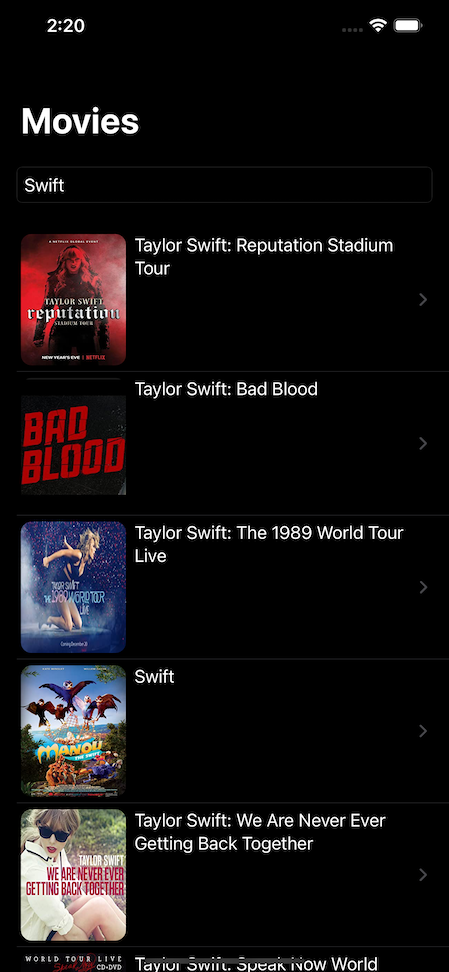 2:20
Movies
Swift
A NETFLIX GLOBAL EVENT
TAYLOR SWIFT
reputation
STADIUM TOUR
NEW YEAR'S EVE | NETFLIX
Taylor Swift: Reputation Stadium
Tour
BAD
BLOOD
Taylor Swift: Bad Blood
TAYLOR SWIFT
THE 1989 WORLD TOUR
LIVE
Coming December 20
Taylor Swift: The 1989 World Tour
Live
MANOU
THE SWIFT
Swift
TAYLOR SWIFT
WE ARE NEVER EVER
GETTING BACK TOGETHER
Taylor Swift: We Are Never Ever
Getting Back Together
WORLD TOUR LIVE
Speak Now
CD+DVD
Taylor Swift: Speak Now World